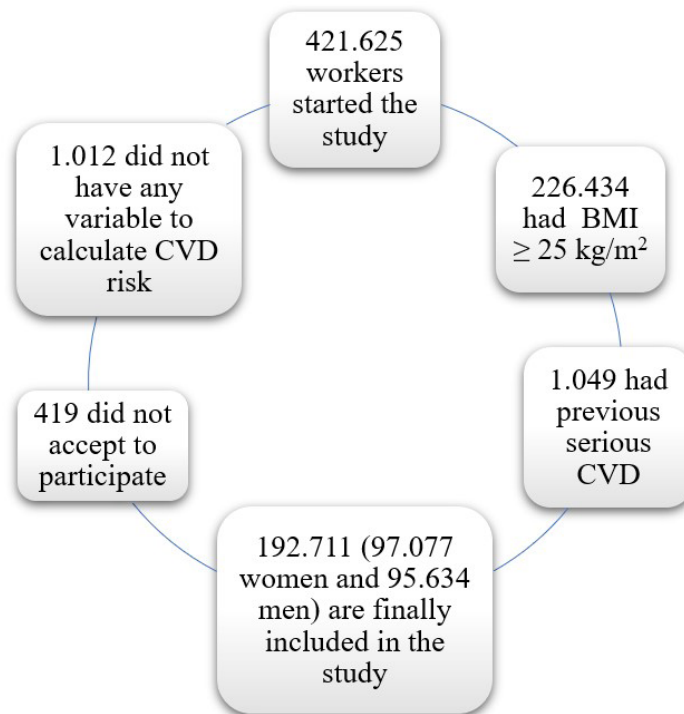 421.625
workers
started the
study
226.434
had BMI
≥ 25 kg/m²
1.049 had
previous
serious
CVD
192.711 (97.077
women and 95.634
men) are finally
included in the
study
419 did not
accept to
participate
1.012 did not
have any
variable to
calculate CVD
risk